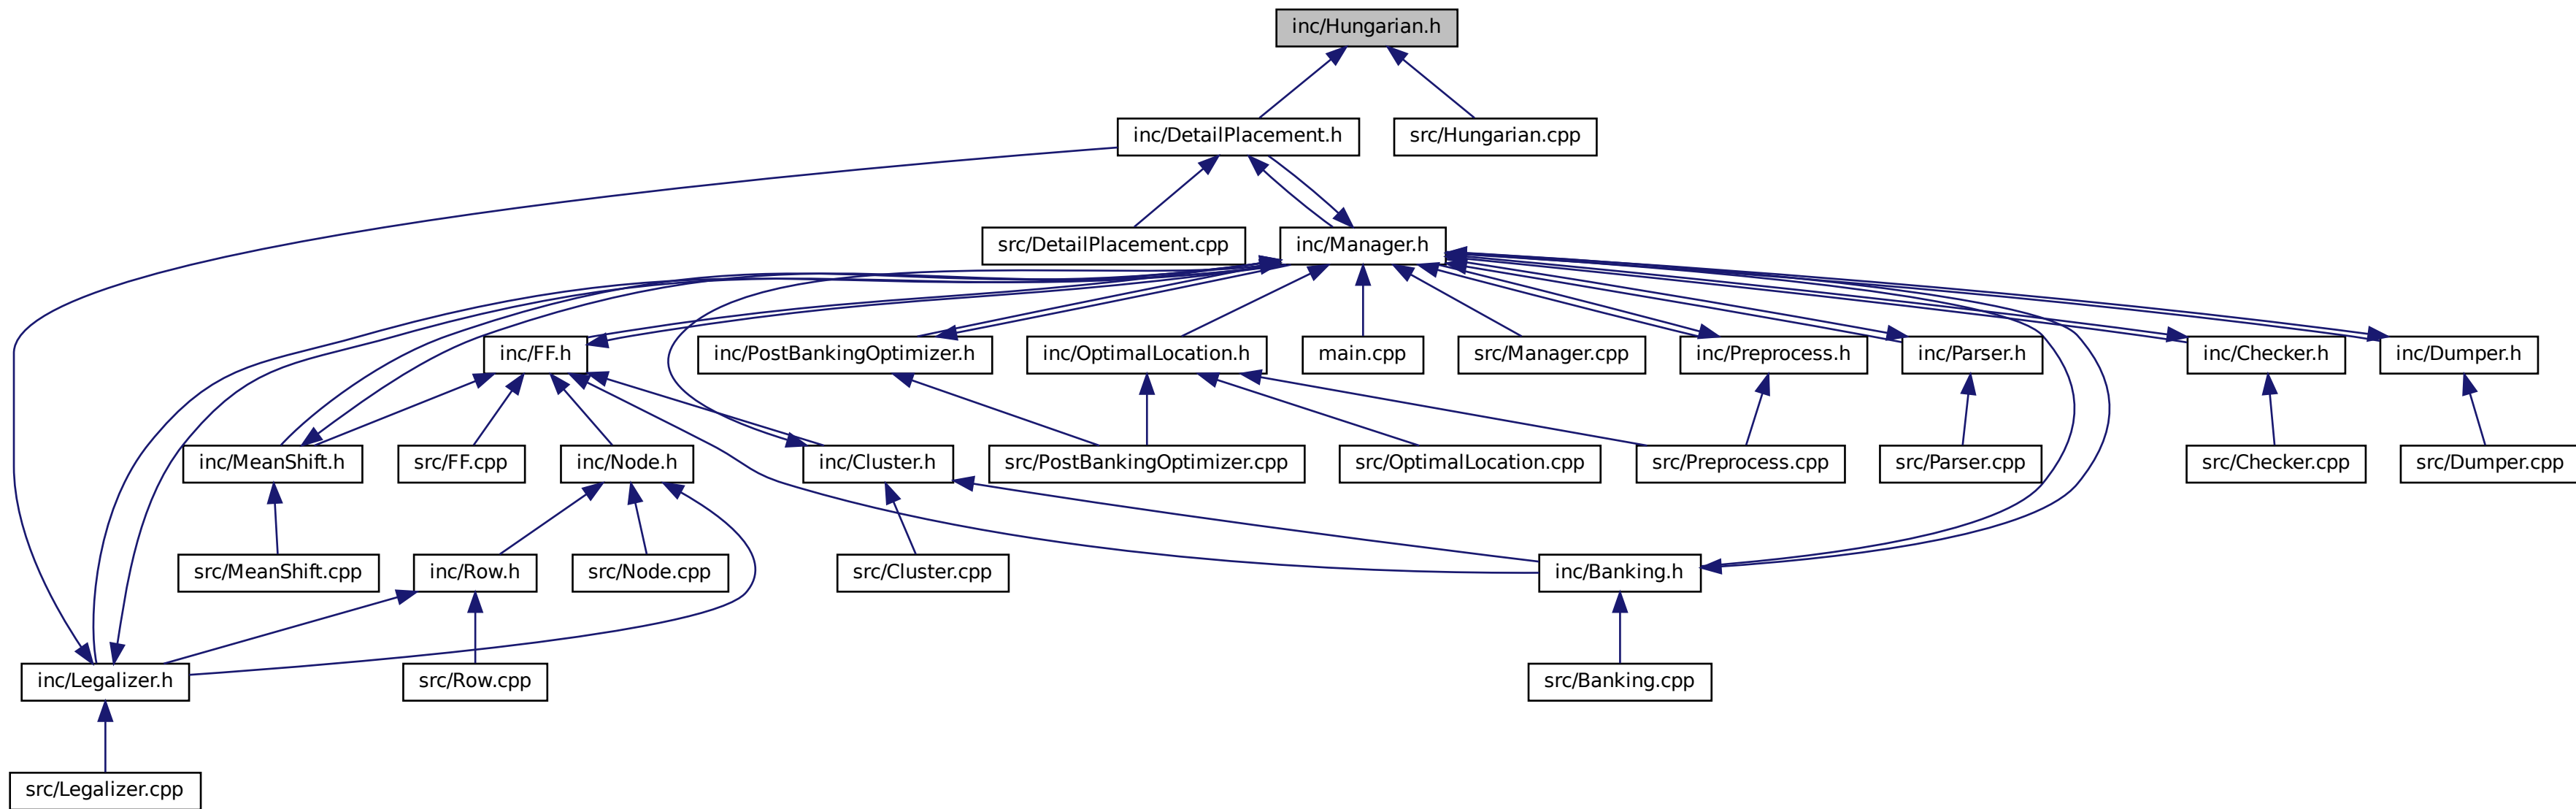 inc/Hungarian.h
inc/DetailPlacement.h
src/Hungarian.cpp
src/DetailPlacement.cpp
inc/Manager.h
inc/FF.h
inc/PostBankingOptimizer.h
inc/OptimalLocation.h
main.cpp
src/Manager.cpp
inc/Preprocess.h
inc/Parser.h
inc/Checker.h
inc/Dumper.h
inc/MeanShift.h
src/FF.cpp
inc/Node.h
inc/Cluster.h
src/PostBankingOptimizer.cpp
src/OptimalLocation.cpp
src/Preprocess.cpp
src/Parser.cpp
src/Checker.cpp
src/Dumper.cpp
src/MeanShift.cpp
inc/Row.h
src/Node.cpp
src/Cluster.cpp
inc/Banking.h
inc/Legalizer.h
src/Row.cpp
src/Banking.cpp
src/Legalizer.cpp